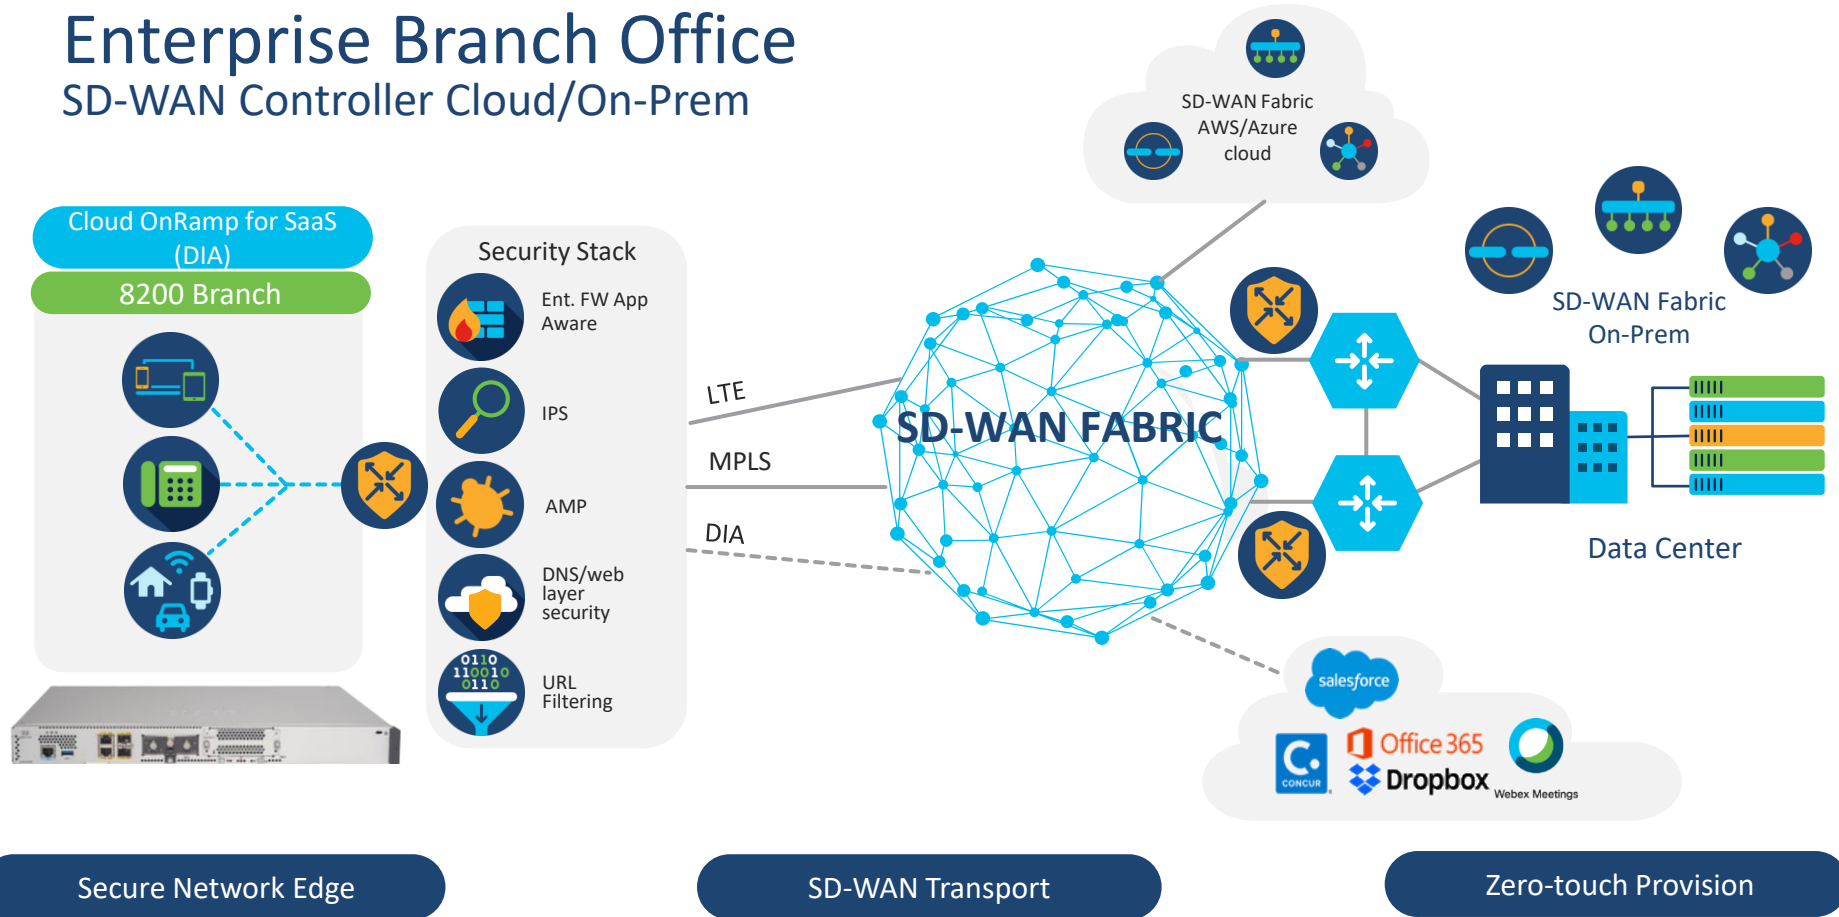 Enterprise Branch Office
SD-WAN Controller Cloud/On-Prem
SD-WAN Fabric
AWS/Azure
cloud
Cloud OnRamp for SaaS
(DIA)
8200 Branch
Security Stack
Ent. FW App
Aware
IPS
AMP
DNS/web
layer
security
0110
110010
0110
URL
Filtering
LTE
MPLS
DIA
SD-WAN FABRIC
SD-WAN Fabric
On-Prem
Data Center
salesforce
C.
CONCUR
Office 365
Dropbox
Webex Meetings
Secure Network Edge
SD-WAN Transport
Zero-touch Provision